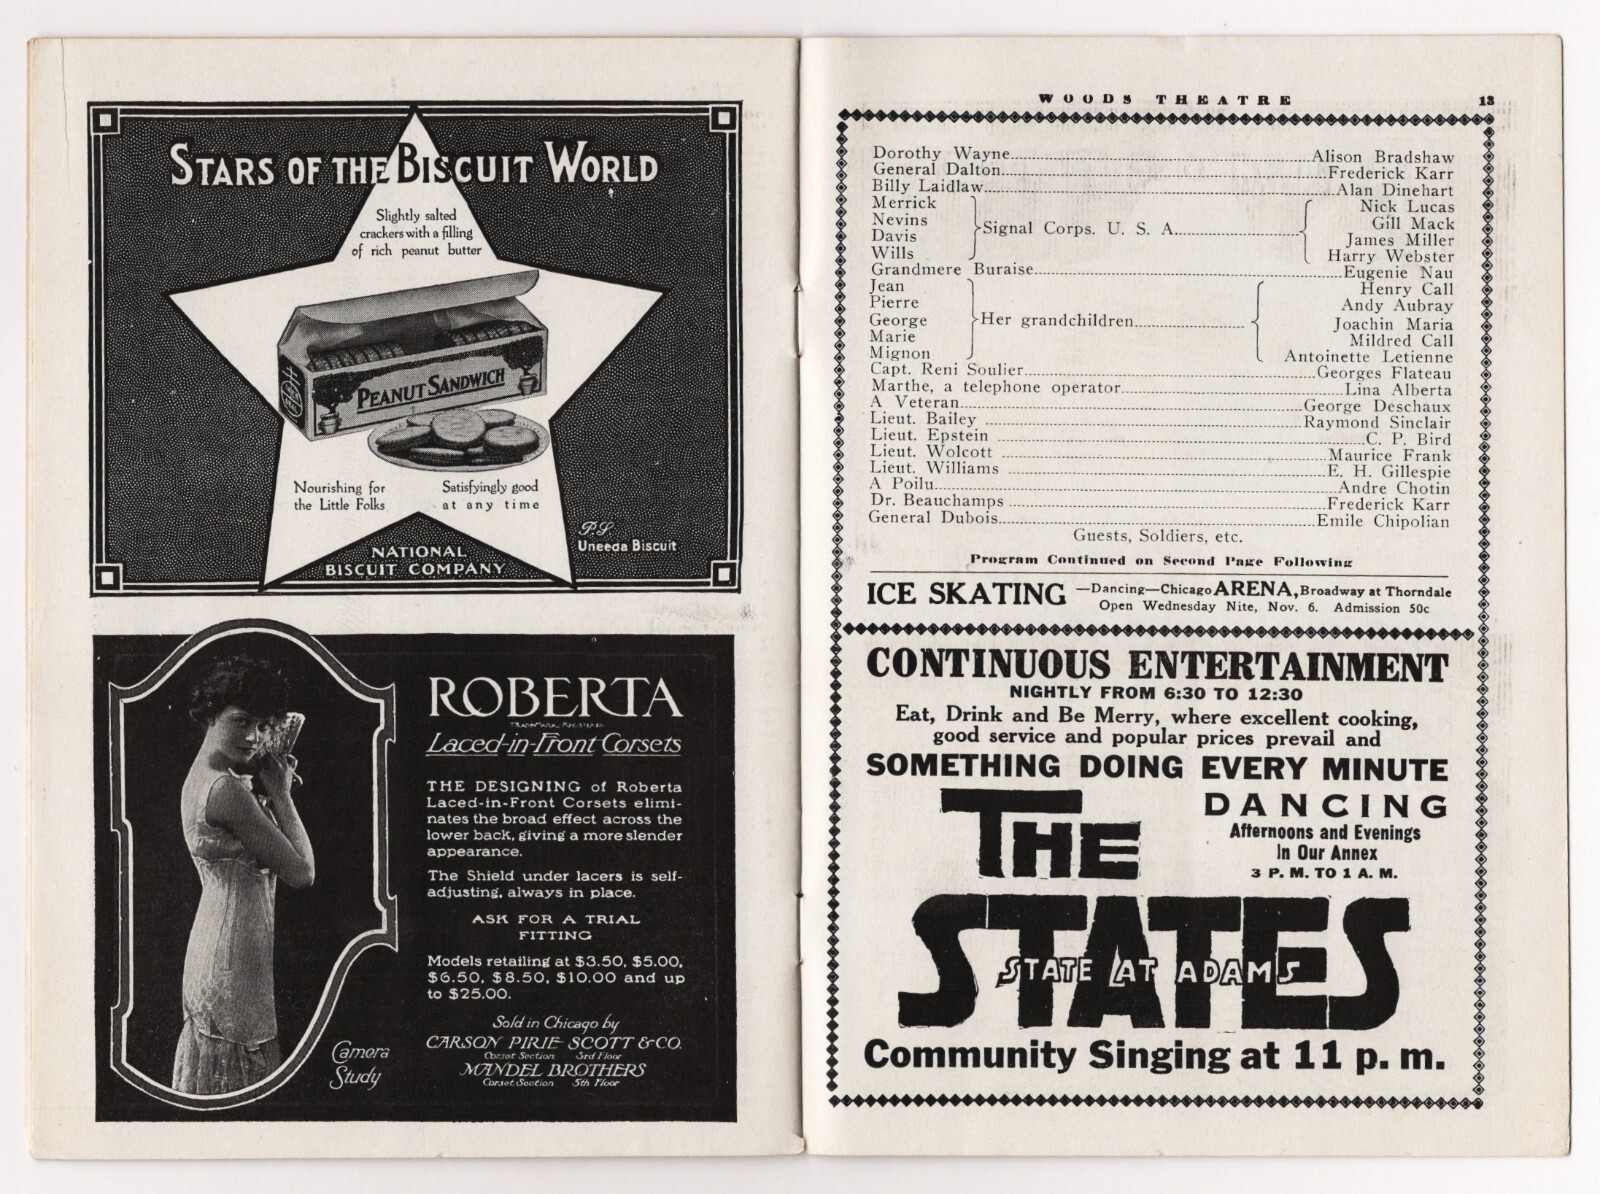 STARS OF THE BISCUIT WORLD
Slightly salted
crackers with a filling
of rich peanut butter
PEANUT SANDWICH
Nourishing for
the Little Folks
Satisfyingly good
at any time
P.S.
Uneeda Biscuit
NATIONAL
BISCUIT COMPANY
ROBERTA
TRADE MARK REGISTERED
Laced-in-Front Corsets
THE DESIGNING of Roberta
Laced-in-Front Corsets elimi-
nates the broad effect across the
lower back, giving a more slender
appearance.
The Shield under lacers is self-
adjusting, always in place.
ASK FOR A TRIAL
FITTING
Models retailing at $3.50, $5.00,
$6.50, $8.50, $10.00 and up
to $25.00.
Sold in Chicago by
CARSON PIRIE SCOTT & CO.
Corset Section 3rd Floor
MANDEL BROTHERS
Corset Section 5th Floor
Camera
Study
WOODS THEATRE 13
Dorothy Wayne Alison Bradshaw
General Dalton Frederick Karr
Billy Laidlaw Alan Dinehart
Merrick Nick Lucas
Nevins Gill Mack
Signal Corps. U. S. A.
Davis James Miller
Wills Harry Webster
Grandmere Buraise Eugenie Nau
Jean Henry Call
Pierre Andy Aubray
George Her grandchildren Joachin Maria
Marie Mildred Call
Mignon Antoinette Letienne
Capt. Reni Soulier Georges Flateau
Marthe, a telephone operator Lina Alberta
A Veteran George Deschaux
Lieut. Bailey Raymond Sinclair
Lieut. Epstein C. P. Bird
Lieut. Wolcott Maurice Frank
Lieut. Williams E. H. Gillespie
A Poilu Andre Chotin
Dr. Beauchamps Frederick Karr
General Dubois Emile Chipolian
Guests, Soldiers, etc.
Program Continued on Second Page Following
ICE SKATING —Dancing—Chicago ARENA, Broadway at Thorndale
Open Wednesday Nite, Nov. 6. Admission 50c
CONTINUOUS ENTERTAINMENT
NIGHTLY FROM 6:30 TO 12:30
Eat, Drink and Be Merry, where excellent cooking,
good service and popular prices prevail and
SOMETHING DOING EVERY MINUTE
DANCING
Afternoons and Evenings
In Our Annex
3 P. M. TO 1 A. M.
THE
STATES
STATE AT ADAMS
Community Singing at 11 p. m.